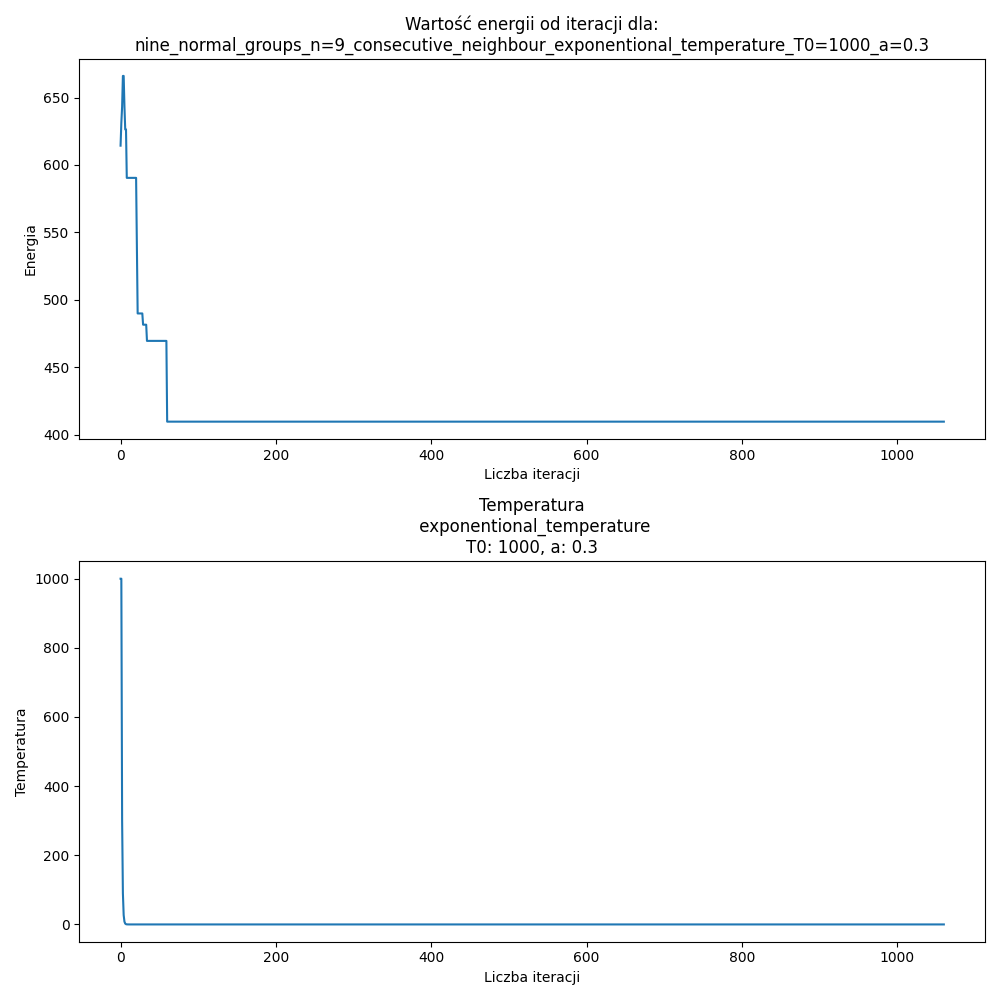 Wartość energii od iteracji dla:
nine_normal_groups_n=9_consecutive_neighbour_exponentional_temperature_T0=1000_a=0.3
650
600
550
500
450
400
Energia
0 200 400 600 800 1000
Liczba iteracji
Temperatura
exponentional_temperature
T0: 1000, a: 0.3
1000
800
600
400
200
0
Temperatura
0 200 400 600 800 1000
Liczba iteracji